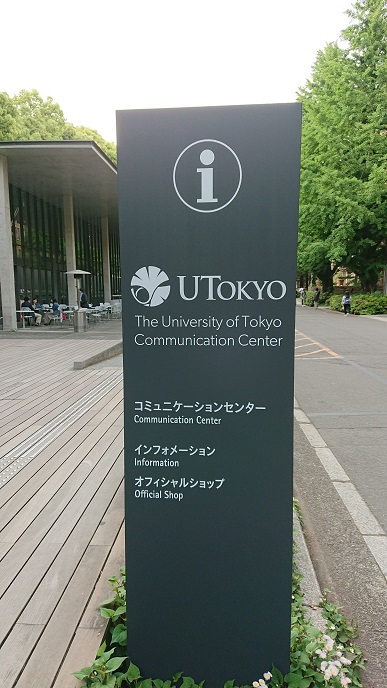 i
UTOKYO
The University of Tokyo
Communication Center
コミュニケーションセンター
Communication Center
インフォメーション
Information
オフィシャルショップ
Official Shop